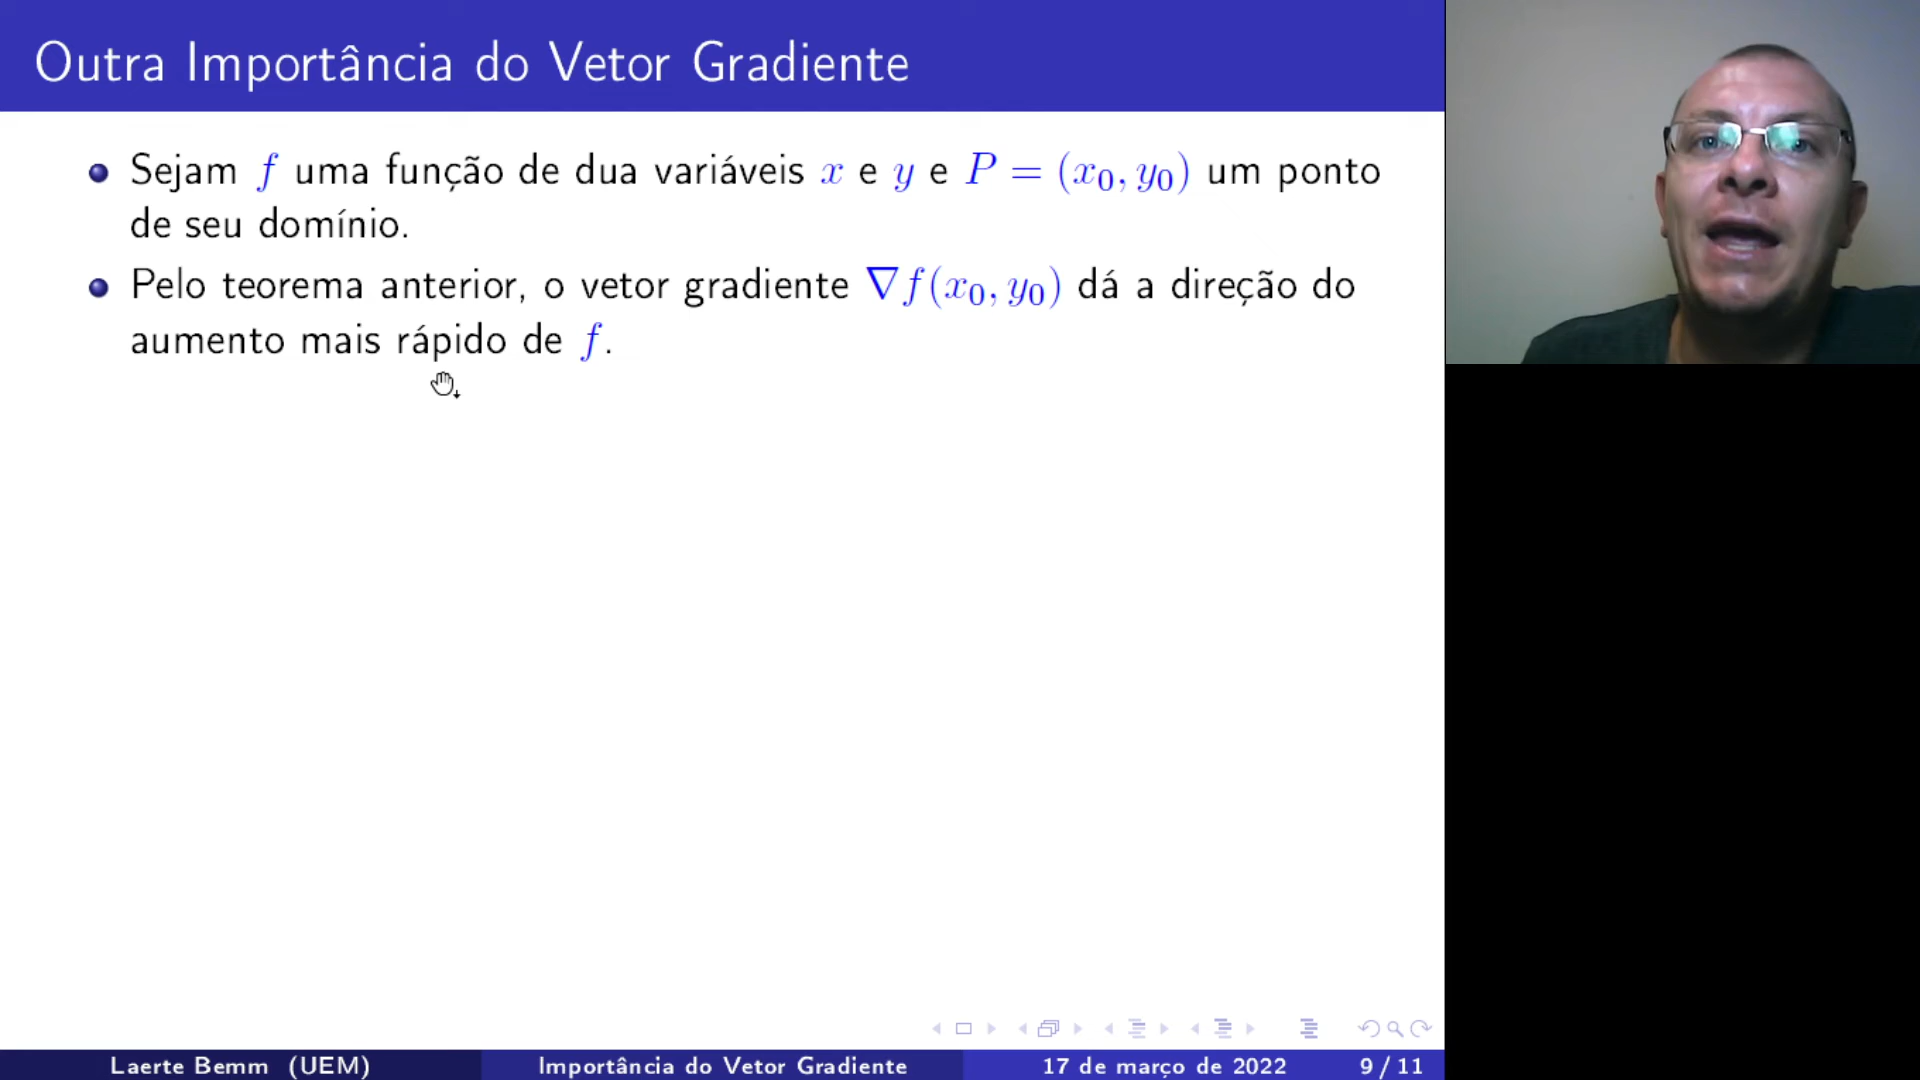 Outra Importância do Vetor Gradiente
Sejam f uma função de dua variáveis x e y e P = (x₀, y₀) um ponto
de seu domínio.
Pelo teorema anterior, o vetor gradiente ∇f(x₀, y₀) dá a direção do
aumento mais rápido de f.
Laerte Bemm (UEM) Importância do Vetor Gradiente 17 de março de 2022 9 / 11